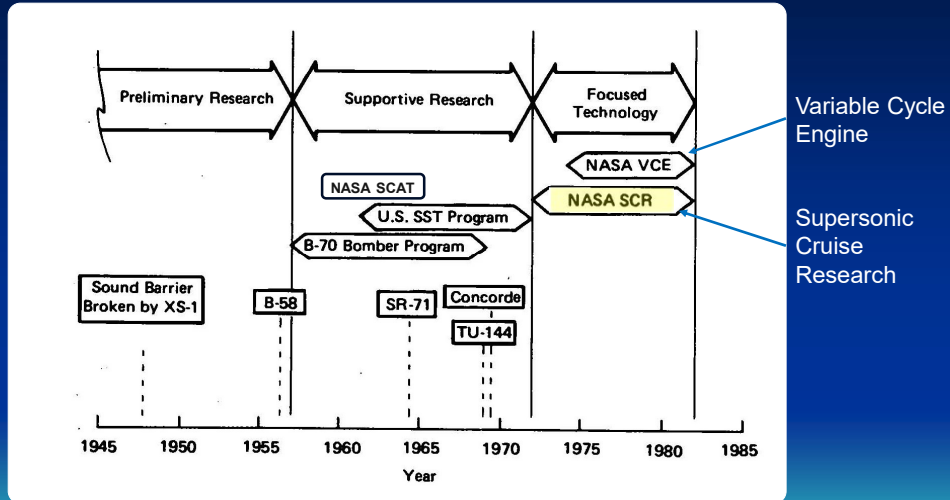 Preliminary Research
Supportive Research
Focused
Technology
Variable Cycle
Engine
NASA VCE
NASA SCAT
NASA SCR
U.S. SST Program
Supersonic
Cruise
Research
B-70 Bomber Program
Sound Barrier
Broken by XS-1
B-58
SR-71
Concorde
TU-144
1945 1950 1955 1960 1965 1970 1975 1980 1985
Year